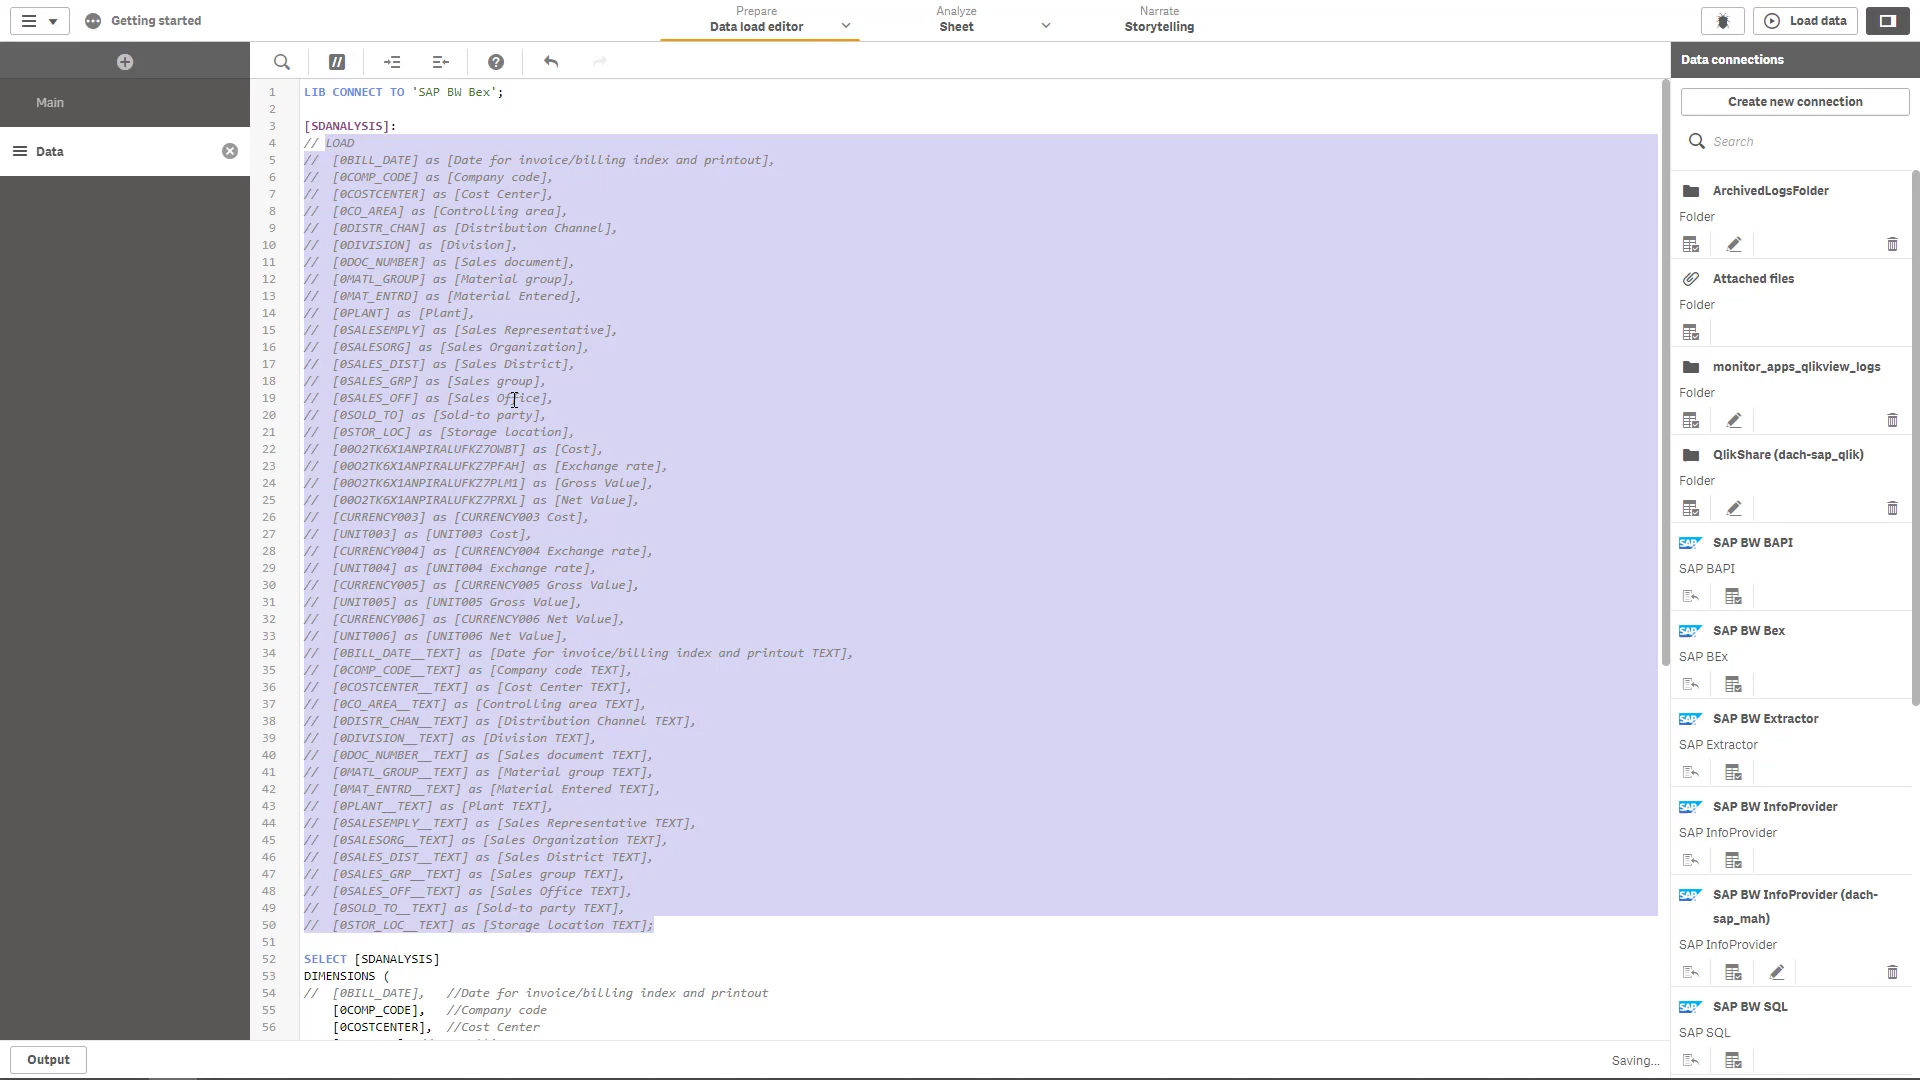 Getting started
Prepare
Data load editor
Analyze
Sheet
Narrate
Storytelling
Load data
Main
Data
1 LIB CONNECT TO 'SAP BW Bex';
2
3 [SDANALYSIS]:
4 // LOAD
5 // [0BILL_DATE] as [Date for invoice/billing index and printout],
6 // [0COMP_CODE] as [Company code],
7 // [0COSTCENTER] as [Cost Center],
8 // [0CO_AREA] as [Controlling area],
9 // [0DISTR_CHAN] as [Distribution Channel],
10 // [0DIVISION] as [Division],
11 // [0DOC_NUMBER] as [Sales document],
12 // [0MATL_GROUP] as [Material group],
13 // [0MAT_ENTRD] as [Material Entered],
14 // [0PLANT] as [Plant],
15 // [0SALESEMPLY] as [Sales Representative],
16 // [0SALESORG] as [Sales Organization],
17 // [0SALES_DIST] as [Sales District],
18 // [0SALES_GRP] as [Sales group],
19 // [0SALES_OFF] as [Sales Office],
20 // [0SOLD_TO] as [Sold-to party],
21 // [0STOR_LOC] as [Storage location],
22 // [00O2TK6X1ANPIRALUFKZ7OWBT] as [Cost],
23 // [00O2TK6X1ANPIRALUFKZ7PFAH] as [Exchange rate],
24 // [00O2TK6X1ANPIRALUFKZ7PLM1] as [Gross Value],
25 // [00O2TK6X1ANPIRALUFKZ7PRXL] as [Net Value],
26 // [CURRENCY003] as [CURRENCY003 Cost],
27 // [UNIT003] as [UNIT003 Cost],
28 // [CURRENCY004] as [CURRENCY004 Exchange rate],
29 // [UNIT004] as [UNIT004 Exchange rate],
30 // [CURRENCY005] as [CURRENCY005 Gross Value],
31 // [UNIT005] as [UNIT005 Gross Value],
32 // [CURRENCY006] as [CURRENCY006 Net Value],
33 // [UNIT006] as [UNIT006 Net Value],
34 // [0BILL_DATE__TEXT] as [Date for invoice/billing index and printout TEXT],
35 // [0COMP_CODE__TEXT] as [Company code TEXT],
36 // [0COSTCENTER__TEXT] as [Cost Center TEXT],
37 // [0CO_AREA__TEXT] as [Controlling area TEXT],
38 // [0DISTR_CHAN__TEXT] as [Distribution Channel TEXT],
39 // [0DIVISION__TEXT] as [Division TEXT],
40 // [0DOC_NUMBER__TEXT] as [Sales document TEXT],
41 // [0MATL_GROUP__TEXT] as [Material group TEXT],
42 // [0MAT_ENTRD__TEXT] as [Material Entered TEXT],
43 // [0PLANT__TEXT] as [Plant TEXT],
44 // [0SALESEMPLY__TEXT] as [Sales Representative TEXT],
45 // [0SALESORG__TEXT] as [Sales Organization TEXT],
46 // [0SALES_DIST__TEXT] as [Sales District TEXT],
47 // [0SALES_GRP__TEXT] as [Sales group TEXT],
48 // [0SALES_OFF__TEXT] as [Sales Office TEXT],
49 // [0SOLD_TO__TEXT] as [Sold-to party TEXT],
50 // [0STOR_LOC__TEXT] as [Storage location TEXT];
51
52 SELECT [SDANALYSIS]
53 DIMENSIONS (
54 // [0BILL_DATE], //Date for invoice/billing index and printout
55 [0COMP_CODE], //Company code
56 [0COSTCENTER], //Cost Center
Output
Saving...
Data connections
Create new connection
Search
ArchivedLogsFolder
Folder
Attached files
Folder
monitor_apps_qlikview_logs
Folder
QlikShare (dach-sap_qlik)
Folder
SAP SAP BW BAPI
SAP BAPI
SAP SAP BW Bex
SAP BEx
SAP SAP BW Extractor
SAP Extractor
SAP SAP BW InfoProvider
SAP InfoProvider
SAP SAP BW InfoProvider (dach-
sap_mah)
SAP InfoProvider
SAP SAP BW SQL
SAP SQL